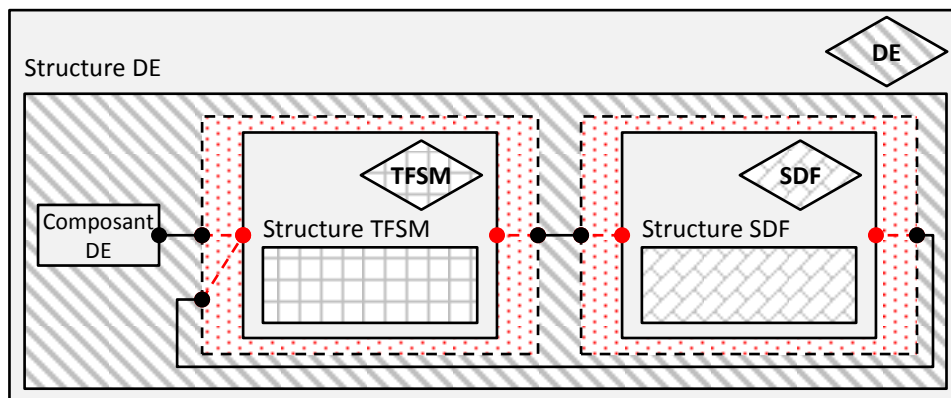 DE
Structure DE
TFSM
SDF
Composant
DE
Structure TFSM
Structure SDF